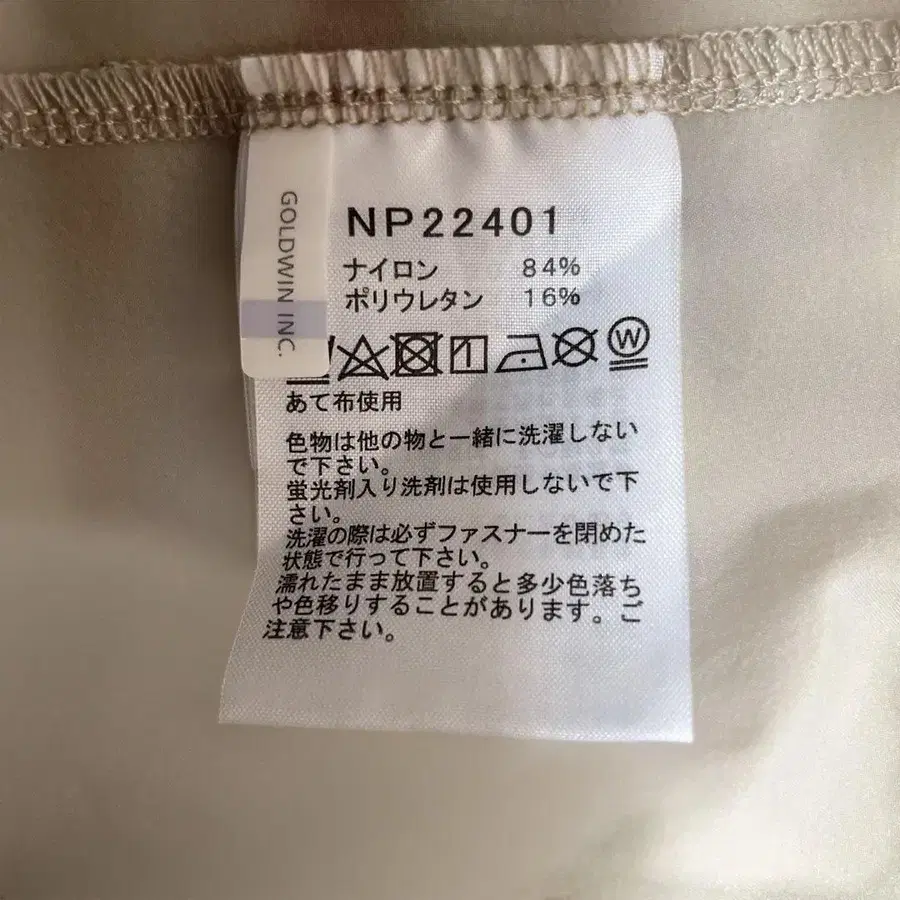 GOLDWIN INC.
NP22401
ナイロン 84%
ポリウレタン 16%
W
あて布使用
色物は他の物と一緒に洗濯しない
で下さい。
蛍光剤入り洗剤は使用しないで下
さい。
洗濯の際は必ずファスナーを閉めた
状態で行って下さい。
濡れたまま放置すると多少色落ち
や色移りすることがあります。ご
注意下さい。